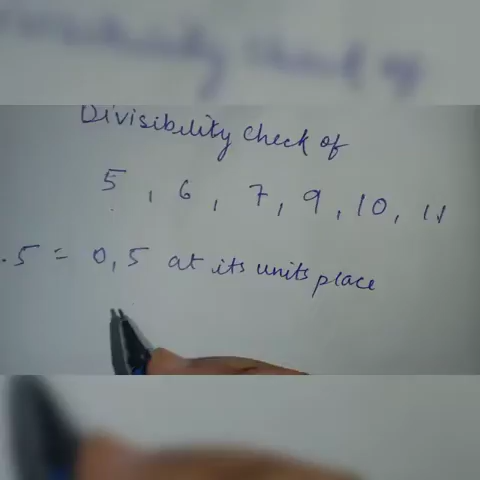 Divisibility Check of
5, 6, 7, 9, 10, 11
.5 = 0, 5 at its units place